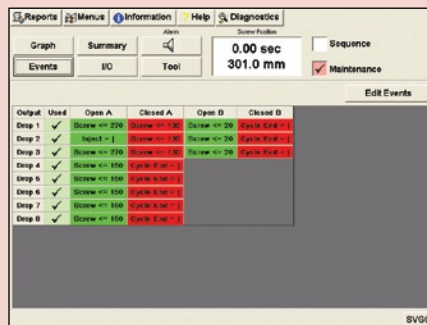 Reports Menus Information Help Diagnostics
Graph Summary Alarm Screw Position
0.00 sec
301.0 mm
Sequence
Events I/O Tool Maintenance
Edit Events
Output Used Open A Closed A Open B Closed B
Drop 1 Screw <= 270 Screw <= 130 Screw <= 20 Cycle End = |
Drop 2 Inject = | Screw <= 130 Screw <= 20 Cycle End = |
Drop 3 Screw <= 270 Screw <= 130 Screw <= 20 Cycle End = |
Drop 4 Screw <= 150 Cycle End = |
Drop 5 Screw <= 150 Cycle End = |
Drop 6 Screw <= 150 Cycle End = |
Drop 7 Screw <= 150 Cycle End = |
Drop 8 Screw <= 150 Cycle End = |